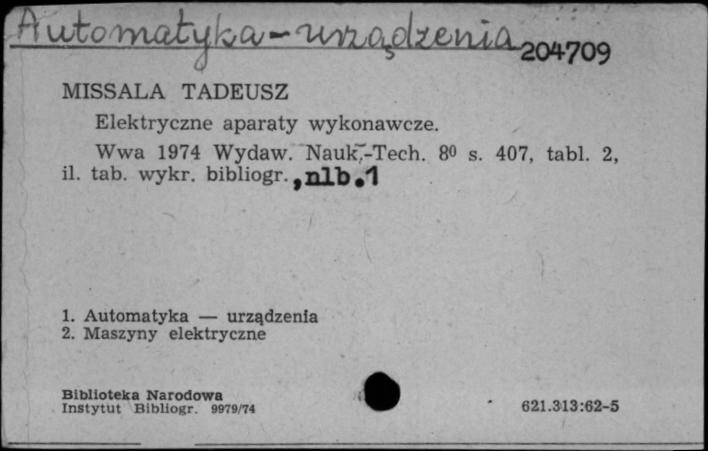 Automatyka - urządzenia
204709
MISSALA TADEUSZ
Elektryczne aparaty wykonawcze.
Wwa 1974 Wydaw. Nauk.-Tech. 8⁰ s. 407, tabl. 2,
il. tab. wykr. bibliogr. ,nlb.1
1. Automatyka — urządzenia
2. Maszyny elektryczne
Biblioteka Narodowa
Instytut Bibliogr. 9979/74
621.313:62-5